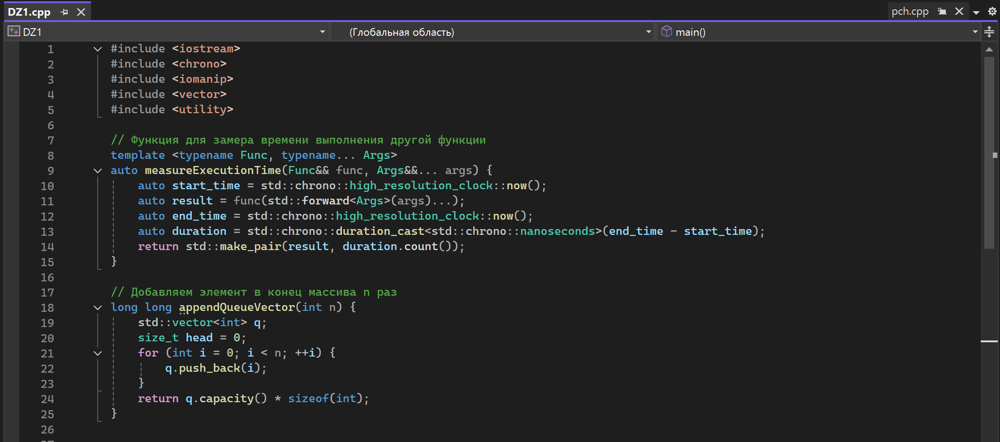 DZ1.cpp
pch.cpp
DZ1
(Глобальная область)
main()
1 #include <iostream>
2 #include <chrono>
3 #include <iomanip>
4 #include <vector>
5 #include <utility>
6
7 // Функция для замера времени выполнения другой функции
8 template <typename Func, typename... Args>
9 auto measureExecutionTime(Func&& func, Args&&... args) {
10 auto start_time = std::chrono::high_resolution_clock::now();
11 auto result = func(std::forward<Args>(args)...);
12 auto end_time = std::chrono::high_resolution_clock::now();
13 auto duration = std::chrono::duration_cast<std::chrono::nanoseconds>(end_time - start_time);
14 return std::make_pair(result, duration.count());
15 }
16
17 // Добавляем элемент в конец массива n раз
18 long long appendQueueVector(int n) {
19 std::vector<int> q;
20 size_t head = 0;
21 for (int i = 0; i < n; ++i) {
22 q.push_back(i);
23 }
24 return q.capacity() * sizeof(int);
25 }
26